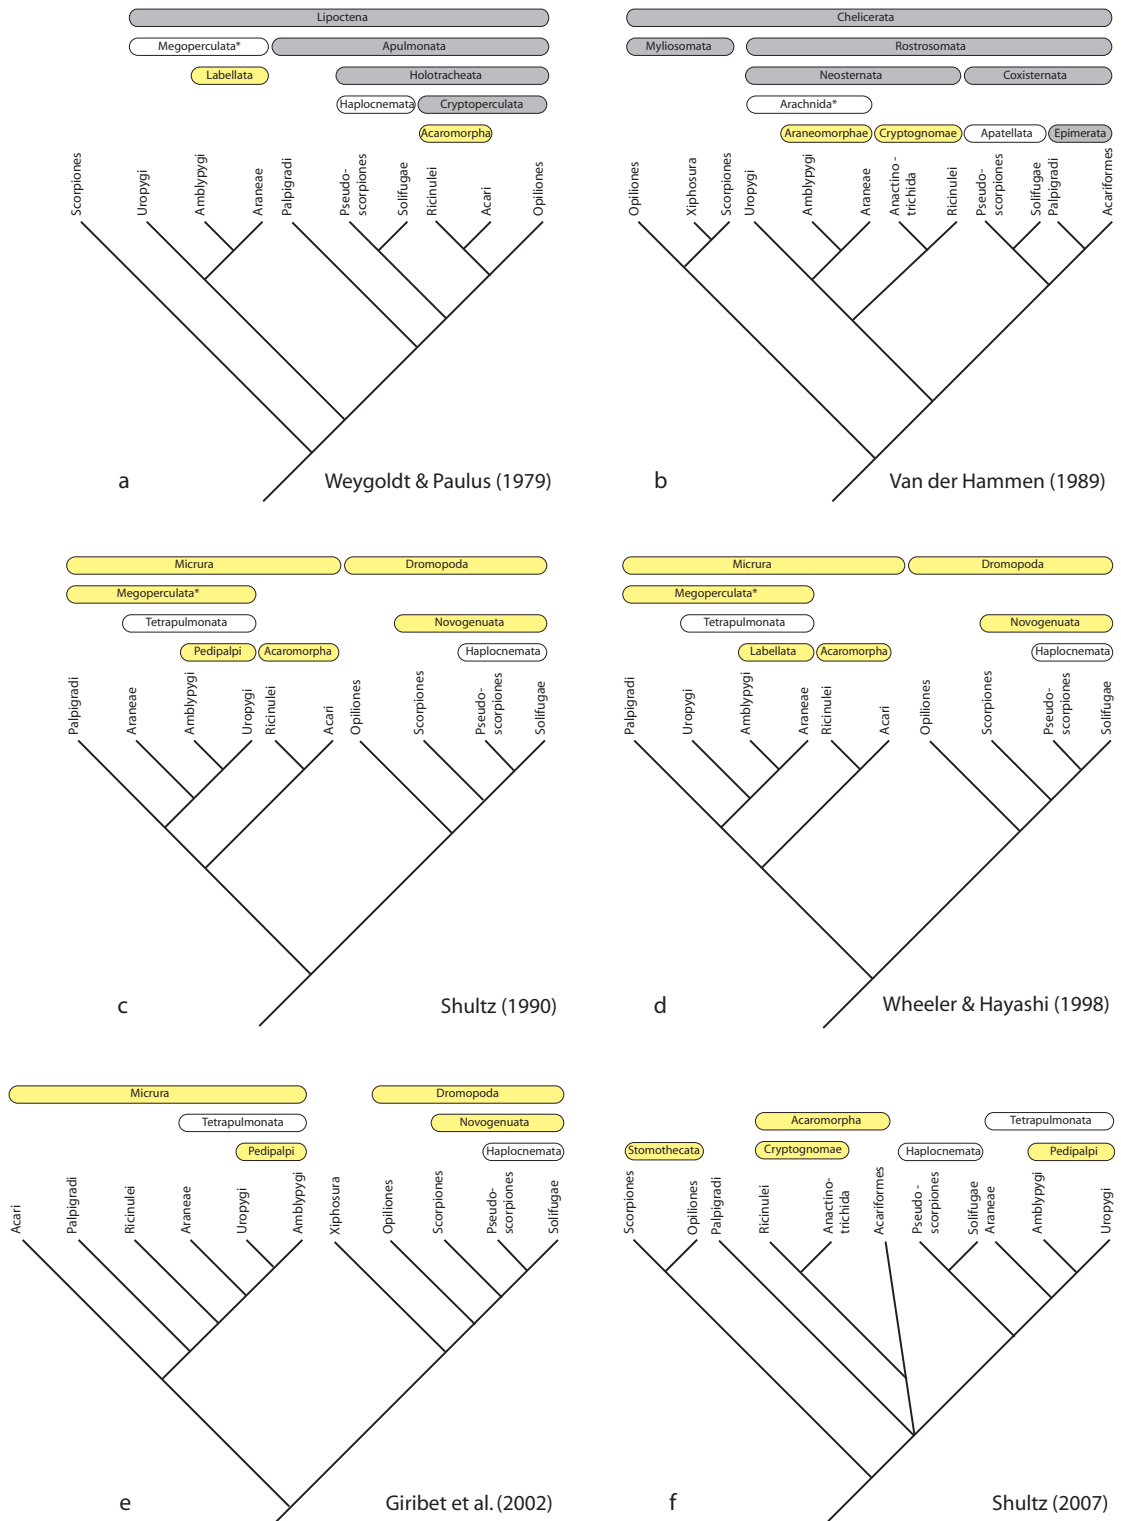 Lipoctena
Megoperculata*
Apulmonata
Labellata
Holotracheata
Haplocnemata
Cryptoperculata
Acaromorpha
Scorpiones
Uropygi
Amblypygi
Araneae
Palpigradi
Pseudo-
scorpiones
Solifugae
Ricinulei
Acari
Opiliones
a
Weygoldt & Paulus (1979)
Chelicerata
Myliosomata
Rostrosomata
Neosternata
Coxisternata
Arachnida*
Araneomorphae
Cryptognomae
Apatellata
Epimerata
Opiliones
Xiphosura
Scorpiones
Uropygi
Amblypygi
Araneae
Anactino-
trichida
Ricinulei
Pseudo-
scorpiones
Solifugae
Palpigradi
Acariformes
b
Van der Hammen (1989)
Micrura
Dromopoda
Megoperculata*
Tetrapulmonata
Novogenuata
Pedipalpi
Acaromorpha
Haplocnemata
Palpigradi
Araneae
Amblypygi
Uropygi
Ricinulei
Acari
Opiliones
Scorpiones
Pseudo-
scorpiones
Solifugae
c
Shultz (1990)
Micrura
Dromopoda
Megoperculata*
Tetrapulmonata
Novogenuata
Labellata
Acaromorpha
Haplocnemata
Palpigradi
Uropygi
Amblypygi
Araneae
Ricinulei
Acari
Opiliones
Scorpiones
Pseudo-
scorpiones
Solifugae
d
Wheeler & Hayashi (1998)
Micrura
Dromopoda
Tetrapulmonata
Novogenuata
Pedipalpi
Haplocnemata
Acari
Palpigradi
Ricinulei
Araneae
Uropygi
Amblypygi
Xiphosura
Opiliones
Scorpiones
Pseudo-
scorpiones
Solifugae
e
Giribet et al. (2002)
Acaromorpha
Tetrapulmonata
Stomothecata
Cryptognomae
Haplocnemata
Pedipalpi
Scorpiones
Opiliones
Palpigradi
Ricinulei
Anactino-
trichida
Acariformes
Pseudo-
scorpiones
Solifugae
Araneae
Amblypygi
Uropygi
f
Shultz (2007)